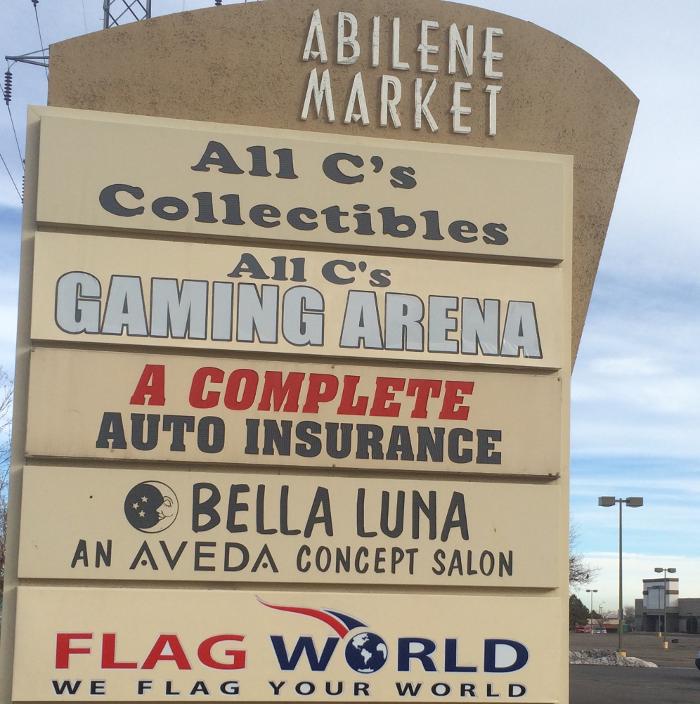 ABILENE
MARKET
All C's
Collectibles
All C's
GAMING ARENA
A COMPLETE
AUTO INSURANCE
BELLA LUNA
AN AVEDA CONCEPT SALON
FLAG WORLD
WE FLAG YOUR WORLD